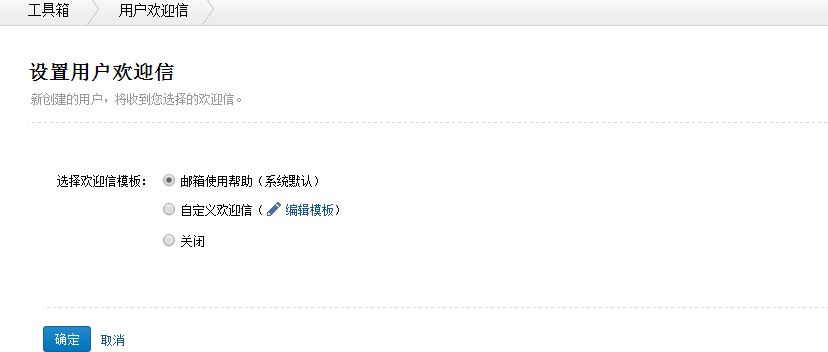 工具箱 用户欢迎信
设置用户欢迎信
新创建的用户，将收到您选择的欢迎信。
选择欢迎信模板： 邮箱使用帮助（系统默认）
自定义欢迎信（ 编辑模板）
关闭
确定 取消